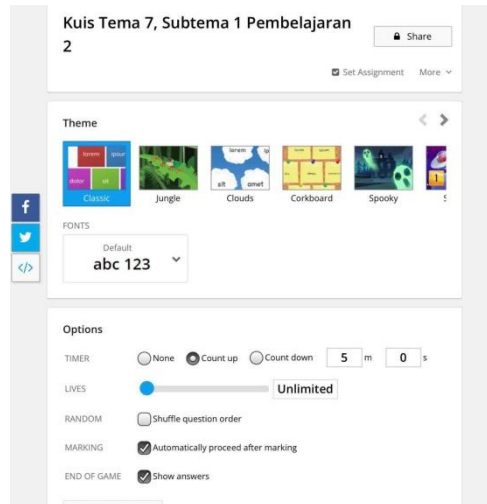 Kuis Tema 7, Subtema 1 Pembelajaran
2
Share
Set Assignment More
Theme
lorem ipsum
dolor sit
lorem ip
sit amet
1
Classic Jungle Clouds Corkboard Spooky S
FONTS
Default
abc 123
Options
TIMER None Count up Count down 5 m 0 s
LIVES Unlimited
RANDOM Shuffle question order
MARKING Automatically proceed after marking
END OF GAME Show answers